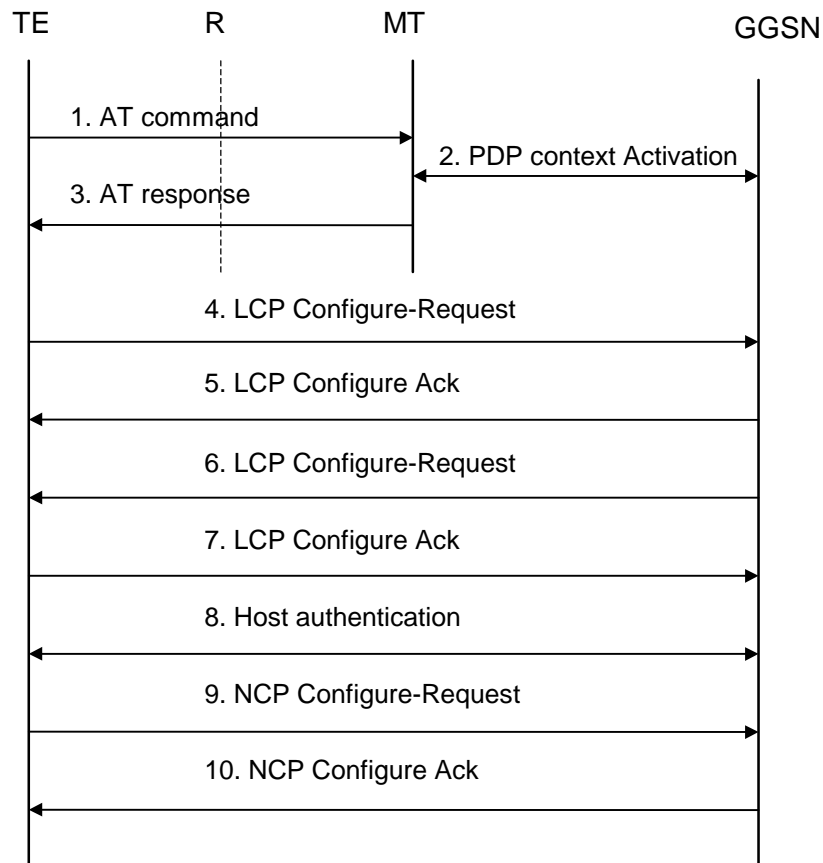 TE R MT GGSN
1. AT command
2. PDP context Activation
3. AT response
4. LCP Configure-Request
5. LCP Configure Ack
6. LCP Configure-Request
7. LCP Configure Ack
8. Host authentication
9. NCP Configure-Request
10. NCP Configure Ack